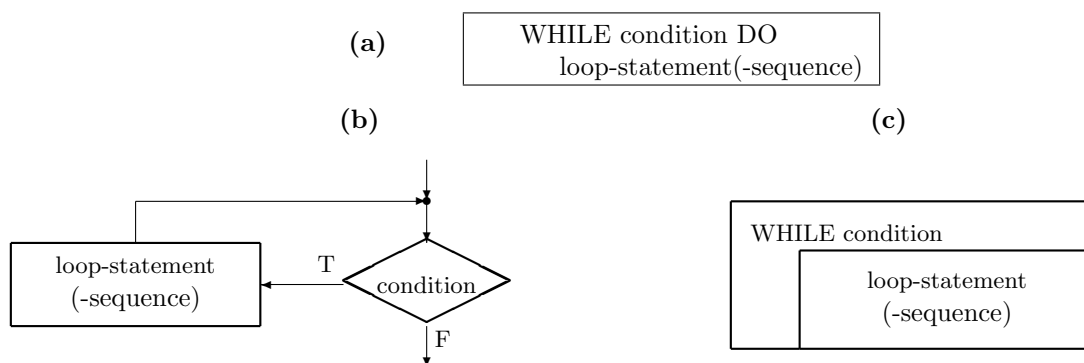 (a)
WHILE condition DO
loop-statement(-sequence)
(b)
(c)
loop-statement
(-sequence)
T
condition
F
WHILE condition
loop-statement
(-sequence)